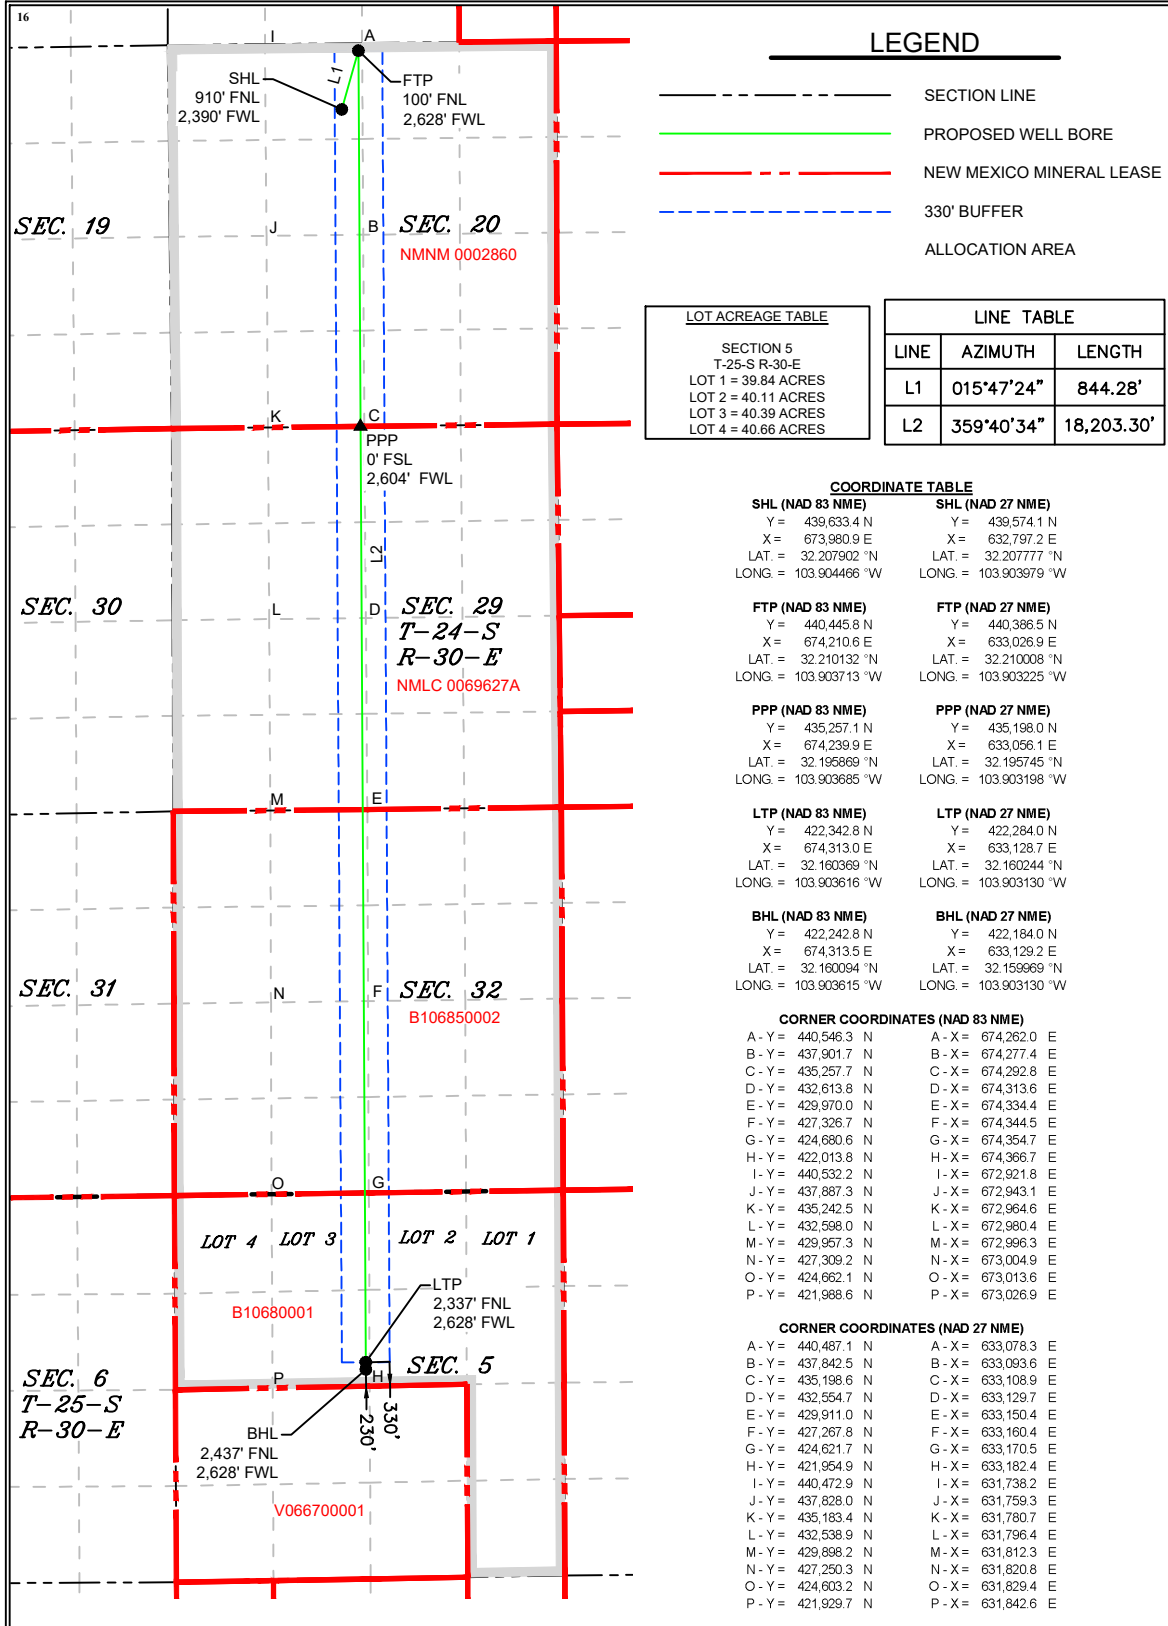 16
I
A
L1
SHL
910' FNL
2,390' FWL
FTP
100' FNL
2,628' FWL
SEC. 19
J
B
SEC. 20
NMNM 0002860
K
C
PPP
0' FSL
2,604' FWL
L2
SEC. 30
L
D
SEC. 29
T-24-S
R-30-E
NMLC 0069627A
M
E
SEC. 31
N
F
SEC. 32
B106850002
O
G
LOT 4
LOT 3
LOT 2
LOT 1
B10680001
LTP
2,337' FNL
2,628' FWL
SEC. 6
T-25-S
R-30-E
P
H
SEC. 5
BHL
2,437' FNL
2,628' FWL
230'
330'
V066700001
LEGEND
SECTION LINE
PROPOSED WELL BORE
NEW MEXICO MINERAL LEASE
330' BUFFER
ALLOCATION AREA
LOT ACREAGE TABLE
SECTION 5
T-25-S R-30-E
LOT 1 = 39.84 ACRES
LOT 2 = 40.11 ACRES
LOT 3 = 40.39 ACRES
LOT 4 = 40.66 ACRES
LINE TABLE
LINE AZIMUTH LENGTH
L1 015°47'24" 844.28'
L2 359°40'34" 18,203.30'
COORDINATE TABLE
SHL (NAD 83 NME) SHL (NAD 27 NME)
Y = 439,633.4 N Y = 439,574.1 N
X = 673,980.9 E X = 632,797.2 E
LAT. = 32.207902 °N LAT. = 32.207777 °N
LONG. = 103.904466 °W LONG. = 103.903979 °W
FTP (NAD 83 NME) FTP (NAD 27 NME)
Y = 440,445.8 N Y = 440,386.5 N
X = 674,210.6 E X = 633,026.9 E
LAT. = 32.210132 °N LAT. = 32.210008 °N
LONG. = 103.903713 °W LONG. = 103.903225 °W
PPP (NAD 83 NME) PPP (NAD 27 NME)
Y = 435,257.1 N Y = 435,198.0 N
X = 674,239.9 E X = 633,056.1 E
LAT. = 32.195869 °N LAT. = 32.195745 °N
LONG. = 103.903685 °W LONG. = 103.903198 °W
LTP (NAD 83 NME) LTP (NAD 27 NME)
Y = 422,342.8 N Y = 422,284.0 N
X = 674,313.0 E X = 633,128.7 E
LAT. = 32.160369 °N LAT. = 32.160244 °N
LONG. = 103.903616 °W LONG. = 103.903130 °W
BHL (NAD 83 NME) BHL (NAD 27 NME)
Y = 422,242.8 N Y = 422,184.0 N
X = 674,313.5 E X = 633,129.2 E
LAT. = 32.160094 °N LAT. = 32.159969 °N
LONG. = 103.903615 °W LONG. = 103.903130 °W
CORNER COORDINATES (NAD 83 NME)
A - Y = 440,546.3 N A - X = 674,262.0 E
B - Y = 437,901.7 N B - X = 674,277.4 E
C - Y = 435,257.7 N C - X = 674,292.8 E
D - Y = 432,613.8 N D - X = 674,313.6 E
E - Y = 429,970.0 N E - X = 674,334.4 E
F - Y = 427,326.7 N F - X = 674,344.5 E
G - Y = 424,680.6 N G - X = 674,354.7 E
H - Y = 422,013.8 N H - X = 674,366.7 E
I - Y = 440,532.2 N I - X = 672,921.8 E
J - Y = 437,887.3 N J - X = 672,943.1 E
K - Y = 435,242.5 N K - X = 672,964.6 E
L - Y = 432,598.0 N L - X = 672,980.4 E
M - Y = 429,957.3 N M - X = 672,996.3 E
N - Y = 427,309.2 N N - X = 673,004.9 E
O - Y = 424,662.1 N O - X = 673,013.6 E
P - Y = 421,988.6 N P - X = 673,026.9 E
CORNER COORDINATES (NAD 27 NME)
A - Y = 440,487.1 N A - X = 633,078.3 E
B - Y = 437,842.5 N B - X = 633,093.6 E
C - Y = 435,198.6 N C - X = 633,108.9 E
D - Y = 432,554.7 N D - X = 633,129.7 E
E - Y = 429,911.0 N E - X = 633,150.4 E
F - Y = 427,267.8 N F - X = 633,160.4 E
G - Y = 424,621.7 N G - X = 633,170.5 E
H - Y = 421,954.9 N H - X = 633,182.4 E
I - Y = 440,472.9 N I - X = 631,738.2 E
J - Y = 437,828.0 N J - X = 631,759.3 E
K - Y = 435,183.4 N K - X = 631,780.7 E
L - Y = 432,538.9 N L - X = 631,796.4 E
M - Y = 429,898.2 N M - X = 631,812.3 E
N - Y = 427,250.3 N N - X = 631,820.8 E
O - Y = 424,603.2 N O - X = 631,829.4 E
P - Y = 421,929.7 N P - X = 631,842.6 E